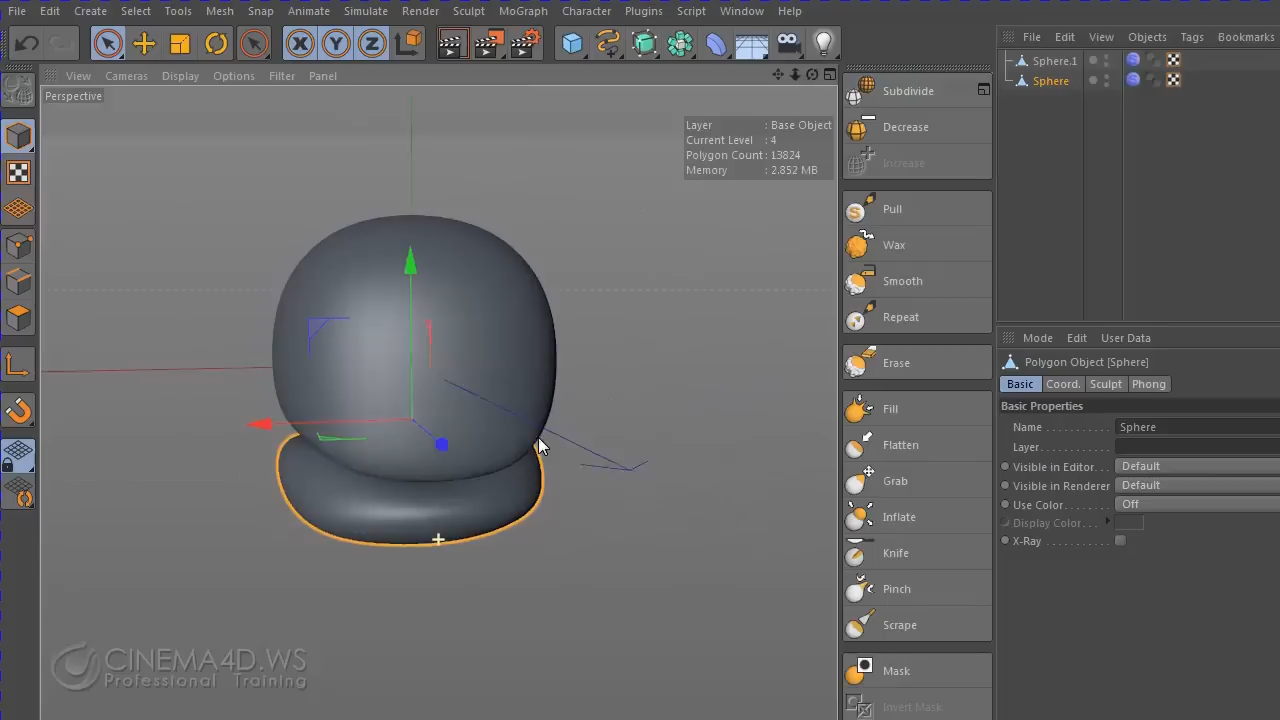 File Edit Create Select Tools Mesh Snap Animate Simulate Render Sculpt MoGraph Character Plugins Script Window Help
View Cameras Display Options Filter Panel
Perspective
Layer : Base Object
Current Level : 4
Polygon Count : 13824
Memory : 2.852 MB
X Y Z
Subdivide
Decrease
Increase
Pull
Wax
Smooth
Repeat
Erase
Fill
Flatten
Grab
Inflate
Knife
Pinch
Scrape
Mask
Invert Mask
File Edit View Objects Tags Bookmarks
Sphere.1
Sphere
Mode Edit User Data
Polygon Object [Sphere]
Basic Coord. Sculpt Phong
Basic Properties
Name Sphere
Layer
Visible in Editor Default
Visible in Renderer Default
Use Color Off
Display Color
X-Ray
CINEMA4D.WS
Professional Training